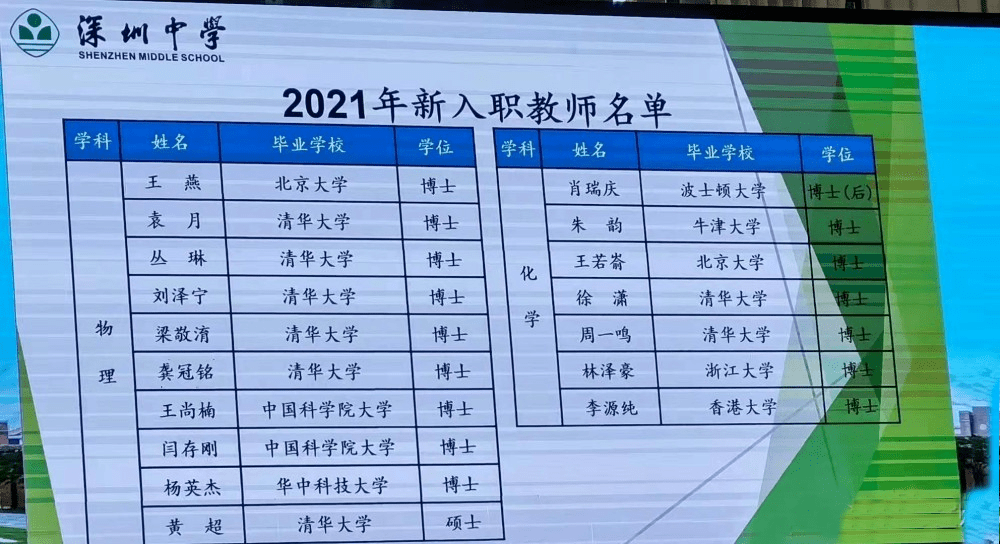 深圳中學
SHENZHEN MIDDLE SCHOOL
2021年新入职教师名单
学科 姓名 毕业学校 学位
物理
王 燕 北京大学 博士
袁 月 清华大学 博士
丛 琳 清华大学 博士
刘泽宁 清华大学 博士
梁敬淯 清华大学 博士
龚冠铭 清华大学 博士
王尚楠 中国科学院大学 博士
闫存刚 中国科学院大学 博士
杨英杰 华中科技大学 博士
黄 超 清华大学 硕士
学科 姓名 毕业学校 学位
化学
肖瑞庆 波士顿大学 博士(后)
朱 韵 牛津大学 博士
王若嵛 北京大学 博士
徐 潇 清华大学 博士
周一鸣 清华大学 博士
林泽豪 浙江大学 博士
李源纯 香港大学 博士